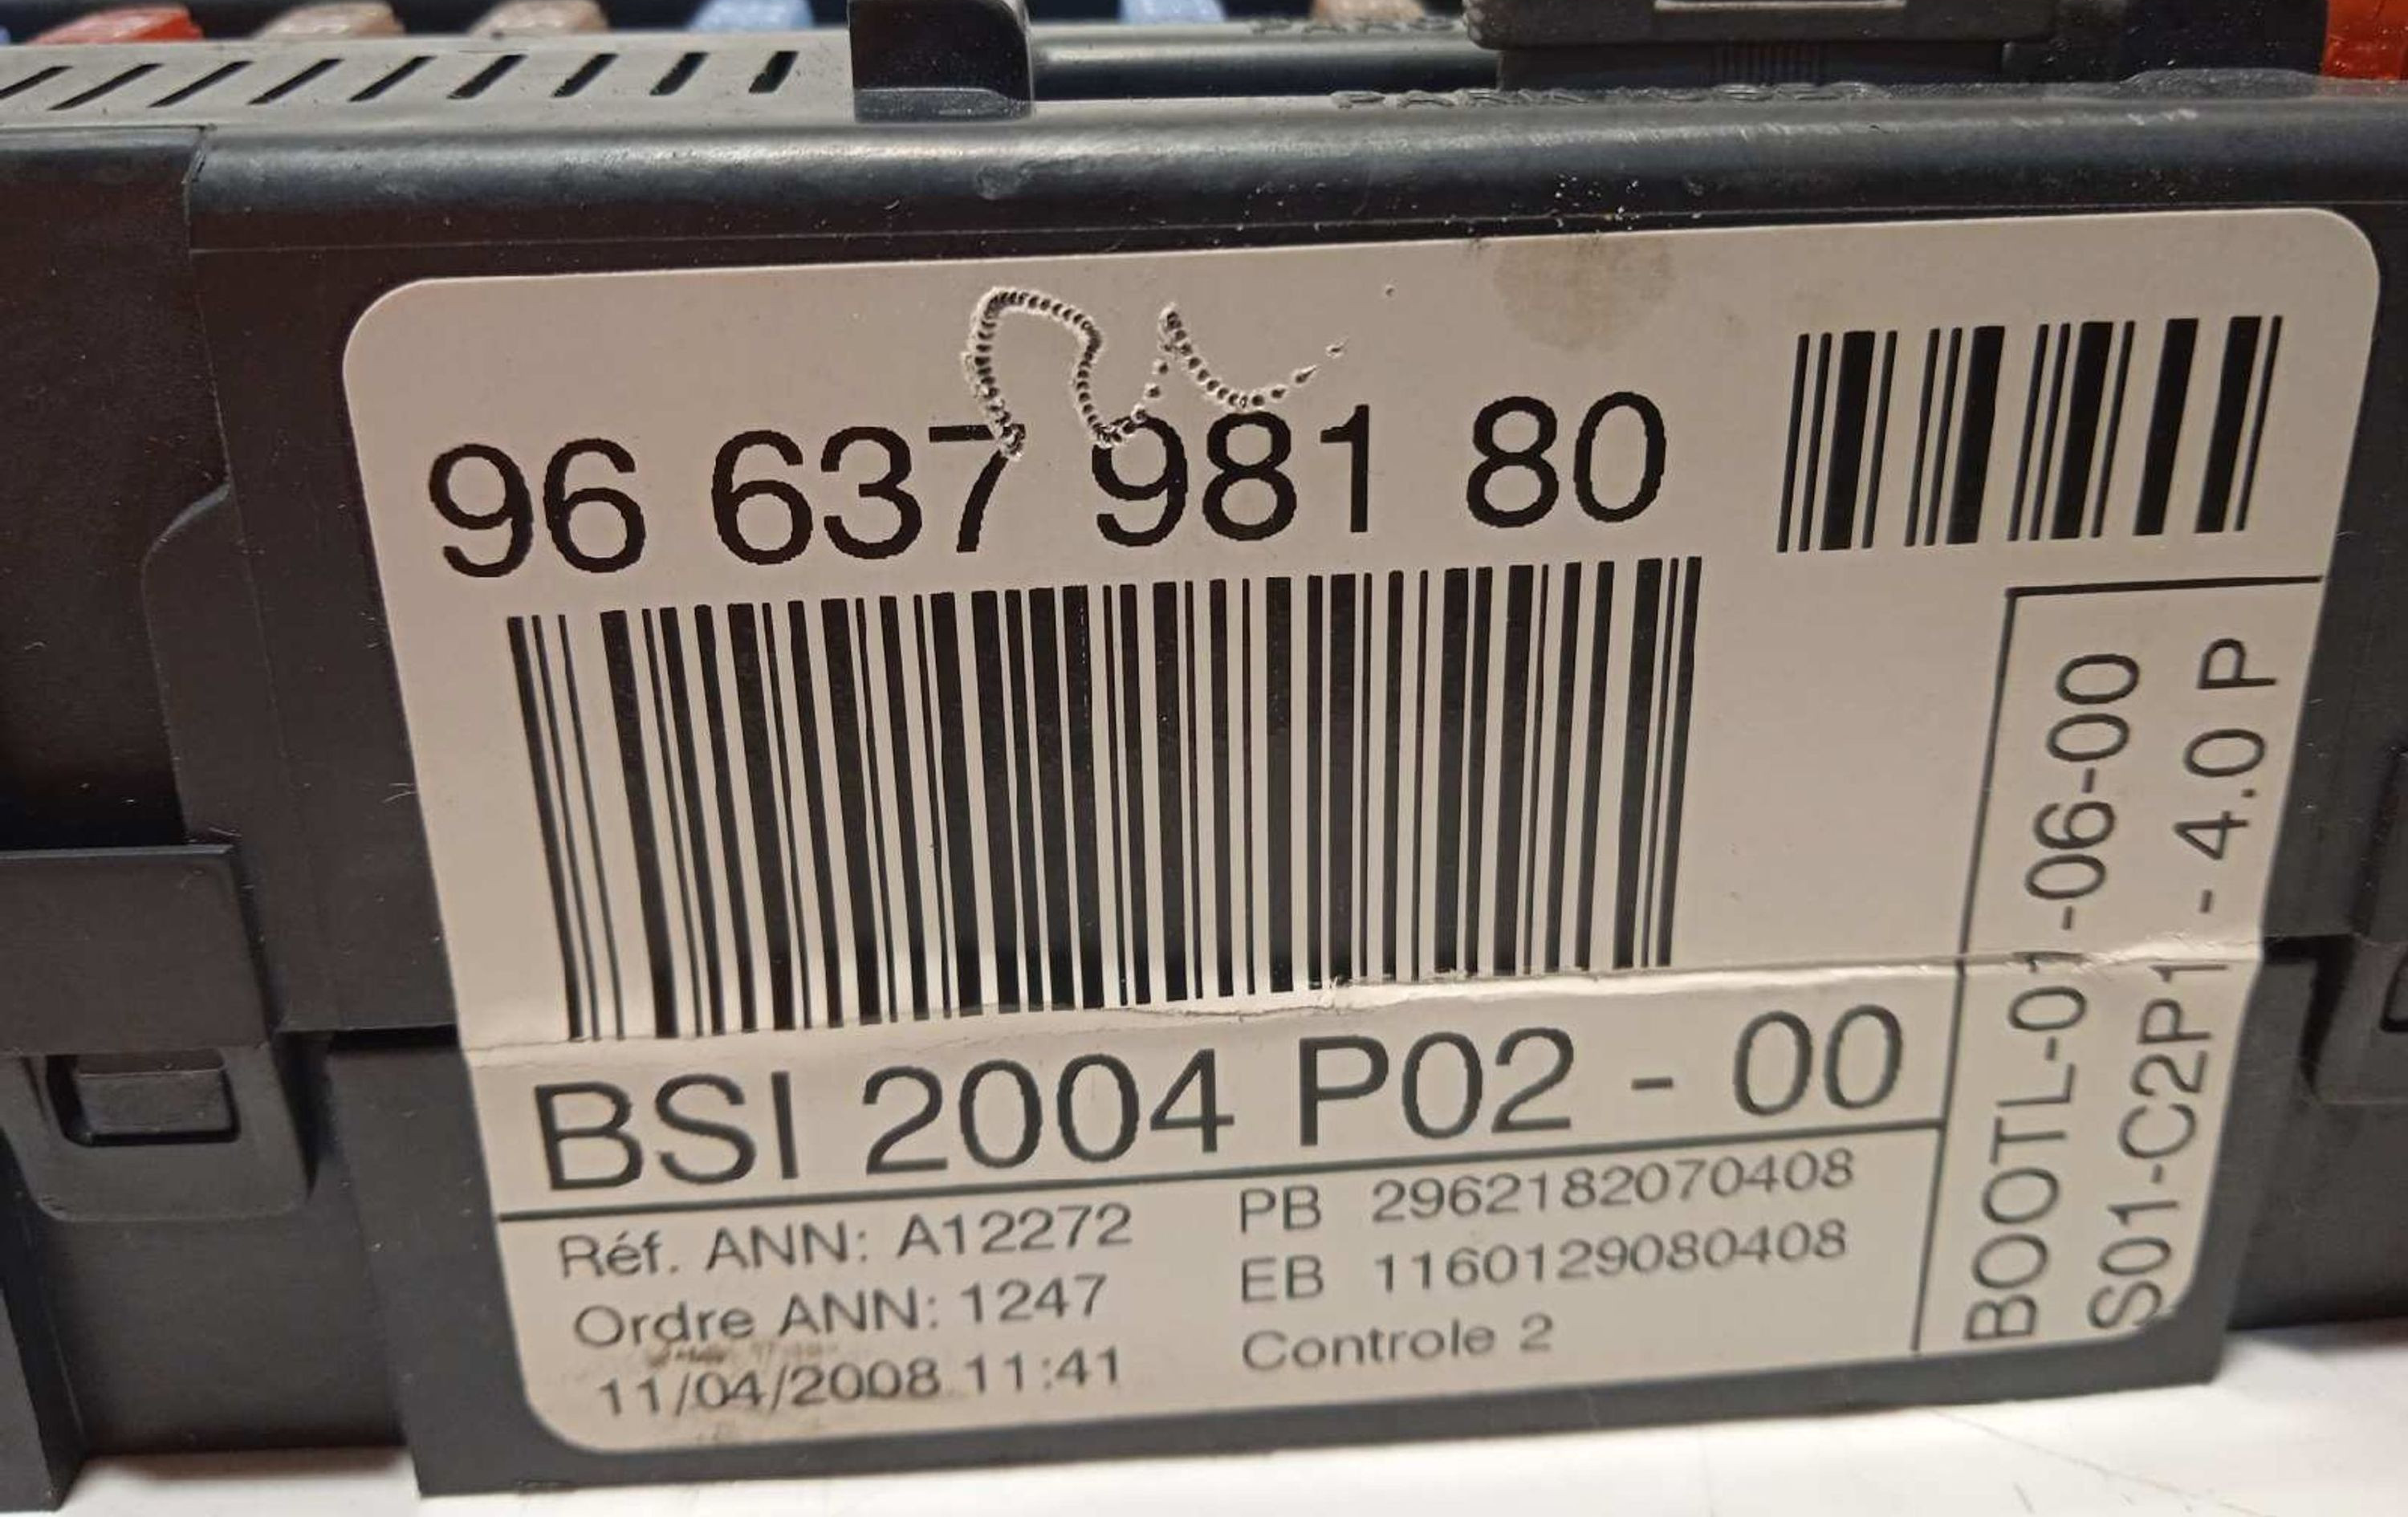 96 637 981 80
BSI 2004 P02 - 00
Réf. ANN: A12272
Ordre ANN: 1247
11/04/2008 11:41
PB 2962182070408
EB 1160129080408
Controle 2
BOOTL-01-06-00
S01-C2P1 - 4.0 P